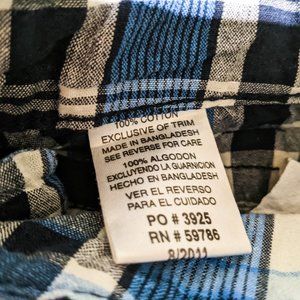 100% COTTON
EXCLUSIVE OF TRIM
MADE IN BANGLADESH
SEE REVERSE FOR CARE
100% ALGODON
EXCLUYENDO LA GUARNICION
HECHO EN BANGLADESH
VER EL REVERSO
PARA EL CUIDADO
PO # 3925
RN # 59786
8/2011